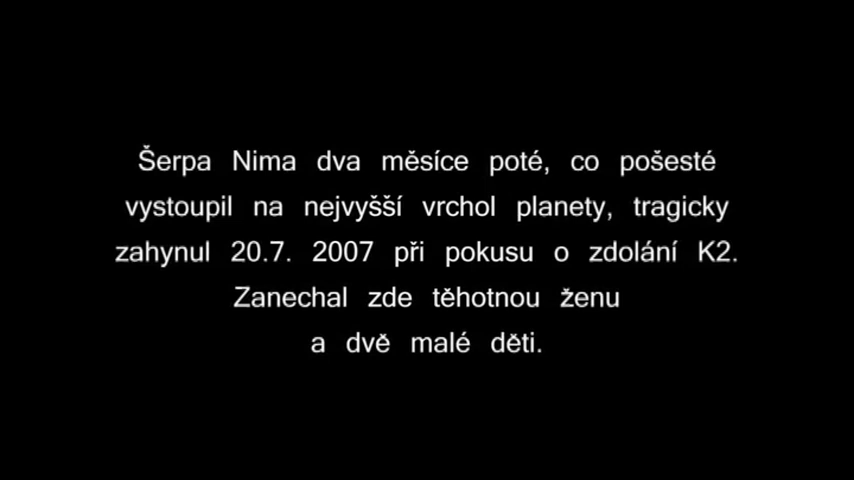 Šerpa Nima dva měsíce poté, co pošesté
vystoupil na nejvyšší vrchol planety, tragicky
zahynul 20.7. 2007 při pokusu o zdolání K2.
Zanechal zde těhotnou ženu
a dvě malé děti.